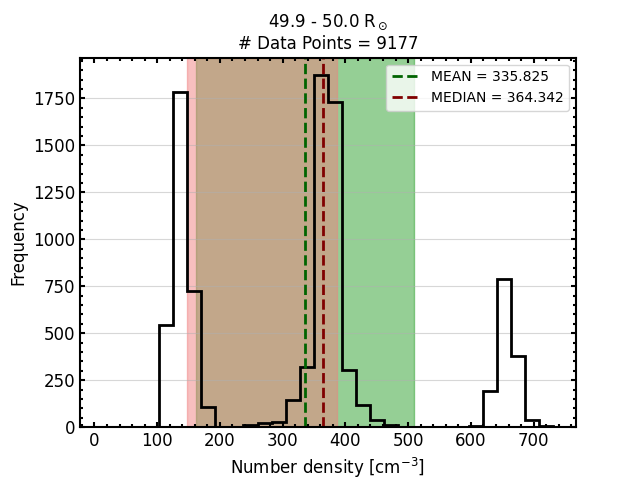 49.9 - 50.0 R⊙
# Data Points = 9177
MEAN = 335.825
MEDIAN = 364.342
Frequency
1750
1500
1250
1000
750
500
250
0
0 100 200 300 400 500 600 700
Number density [cm⁻³]